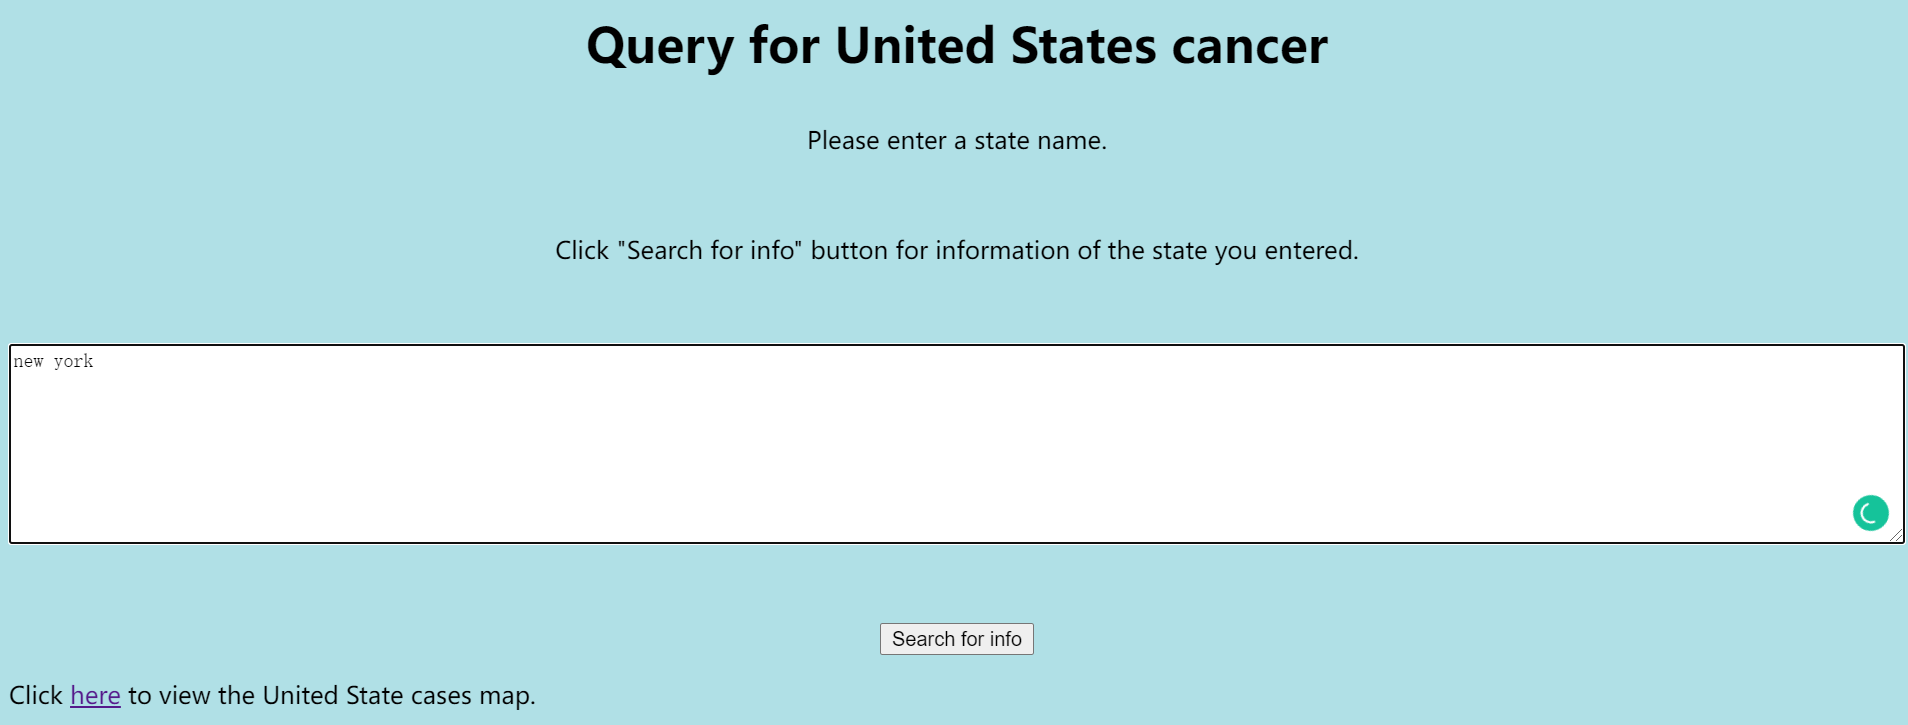 Query for United States cancer
Please enter a state name.
Click "Search for info" button for information of the state you entered.
new york
Search for info
Click here to view the United State cases map.